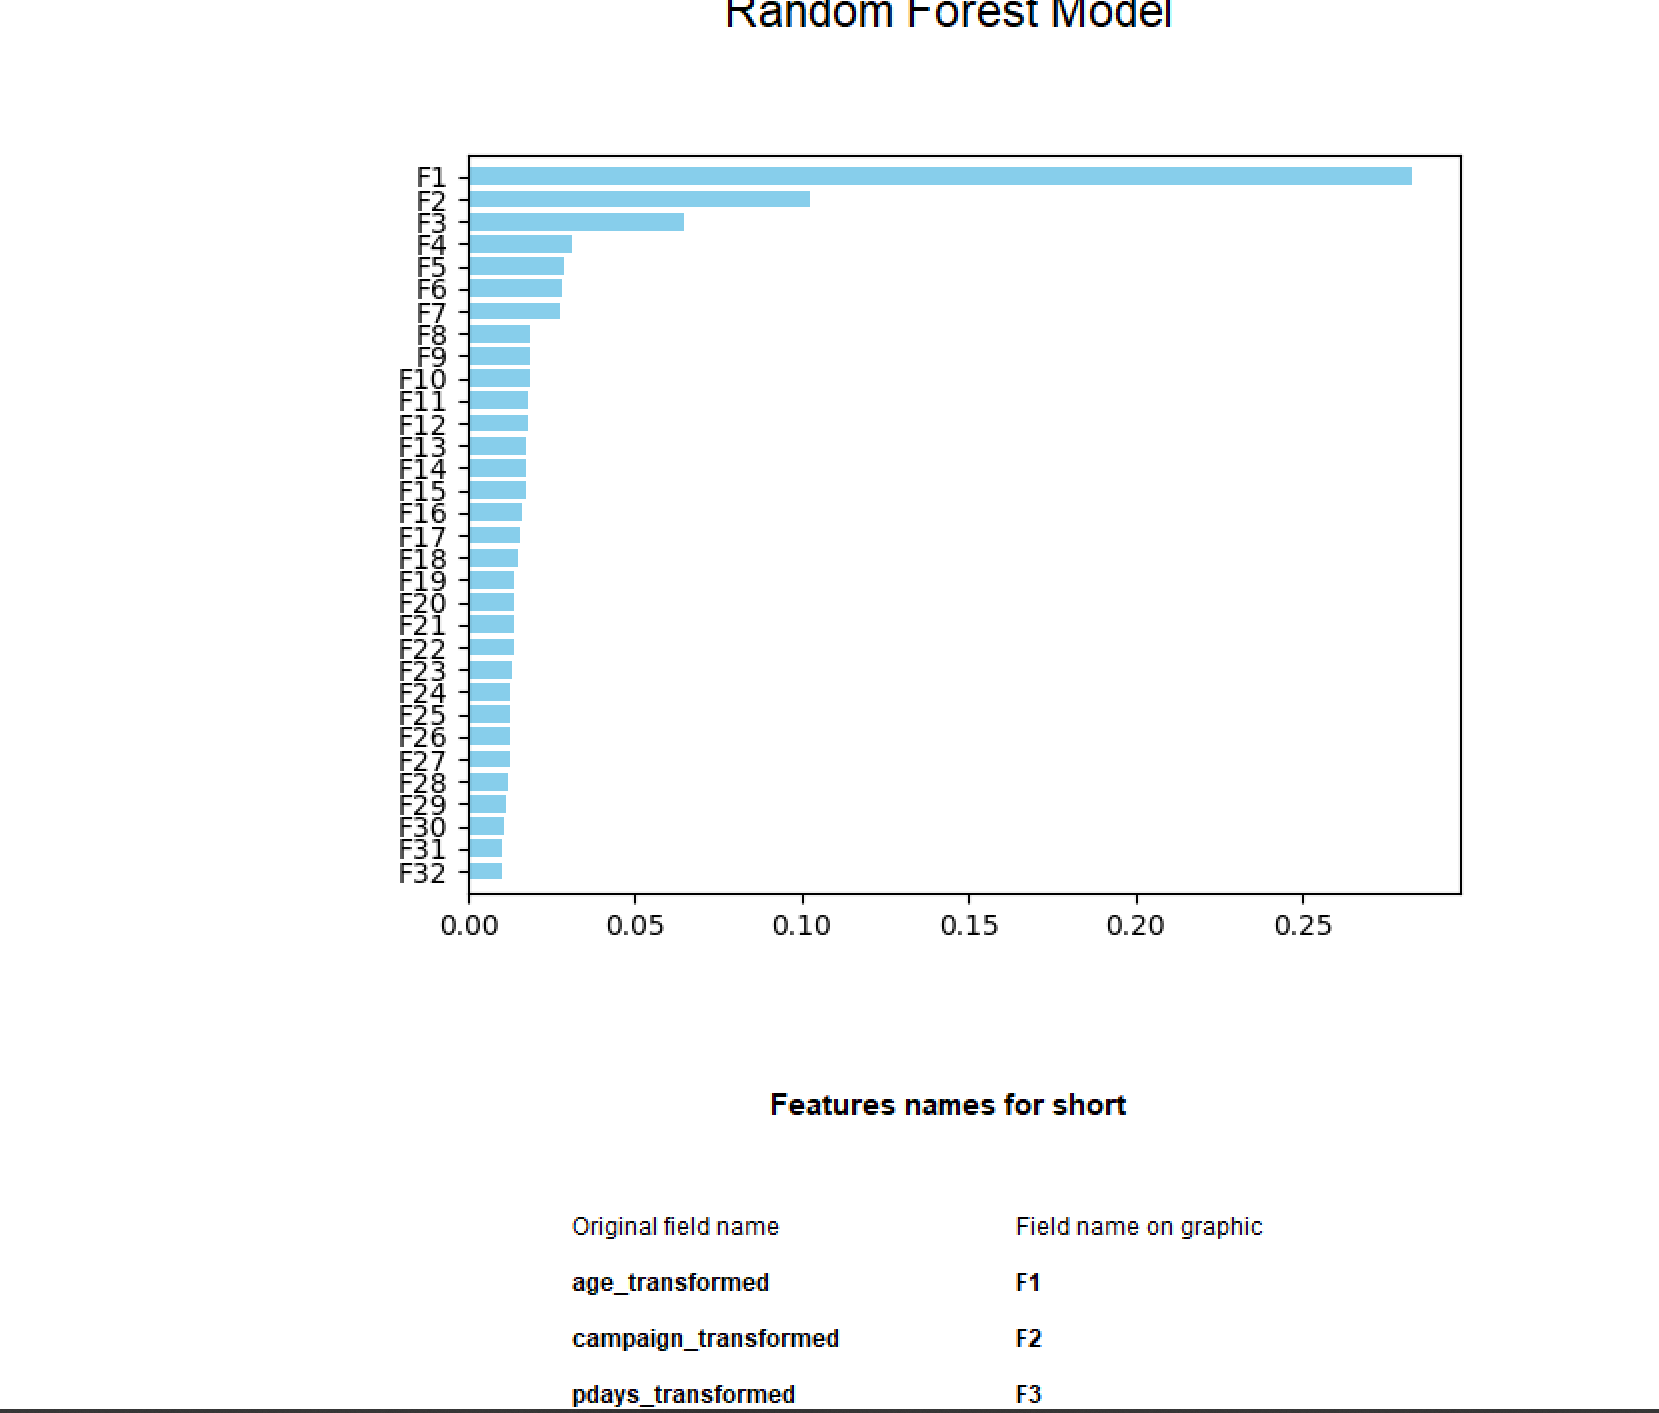 Random Forest Model
F1
F2
F3
F4
F5
F6
F7
F8
F9
F10
F11
F12
F13
F14
F15
F16
F17
F18
F19
F20
F21
F22
F23
F24
F25
F26
F27
F28
F29
F30
F31
F32
0.00 0.05 0.10 0.15 0.20 0.25
Features names for short
Original field name Field name on graphic
age_transformed F1
campaign_transformed F2
pdays_transformed F3